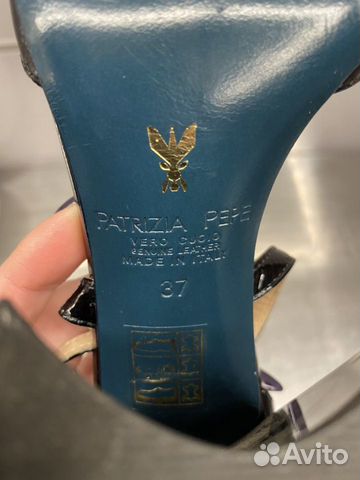 PATRIZIA PEPE
VERO CUOIO
GENUINE LEATHER
MADE IN ITALY
37
Avito